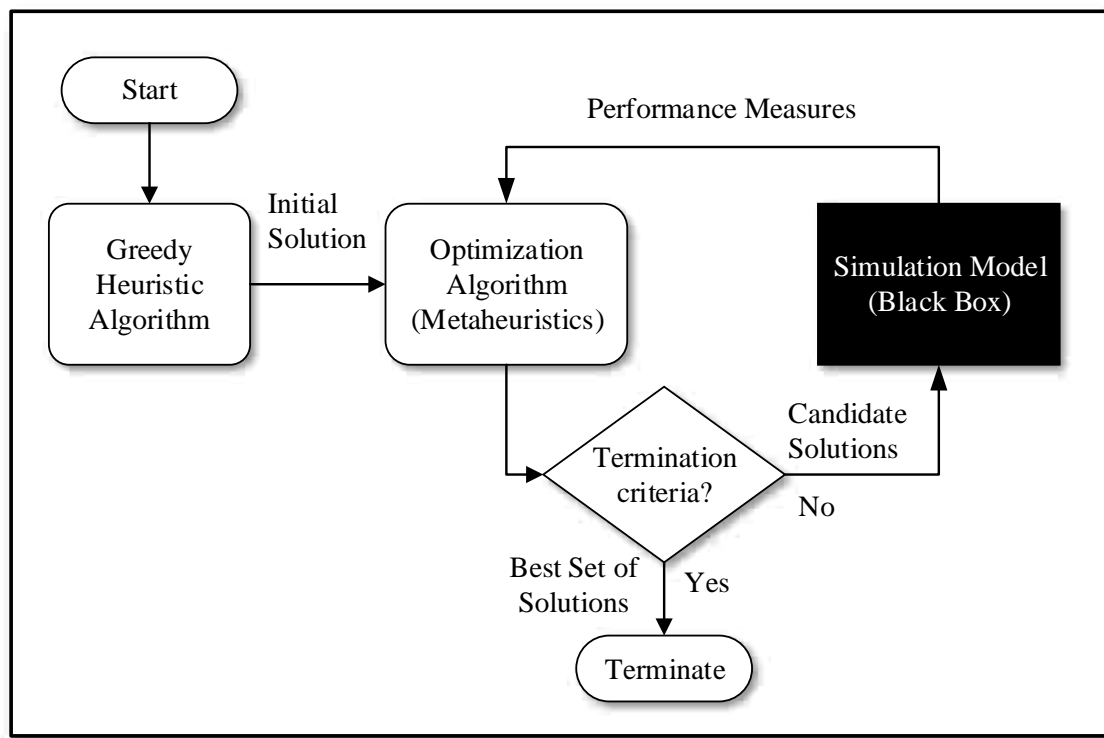 Start
Performance Measures
Initial
Solution
Greedy
Heuristic
Algorithm
Optimization
Algorithm
(Metaheuristics)
Simulation Model
(Black Box)
Candidate
Solutions
Termination
criteria?
No
Best Set of
Solutions
Yes
Terminate